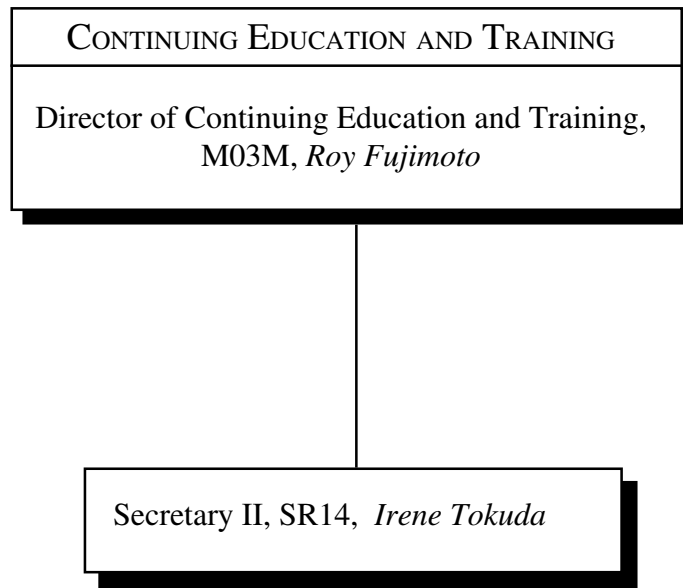 CONTINUING EDUCATION AND TRAINING
Director of Continuing Education and Training,
M03M, Roy Fujimoto
Secretary II, SR14, Irene Tokuda